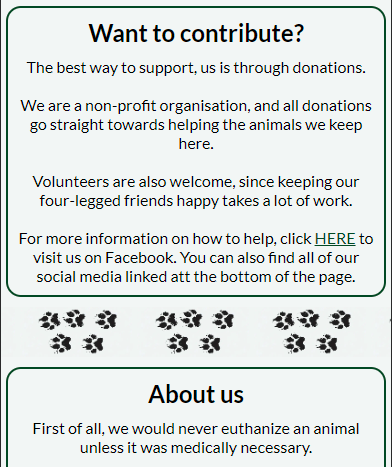 Want to contribute?
The best way to support, us is through donations.
We are a non-profit organisation, and all donations
go straight towards helping the animals we keep
here.
Volunteers are also welcome, since keeping our
four-legged friends happy takes a lot of work.
For more information on how to help, click HERE to
visit us on Facebook. You can also find all of our
social media linked att the bottom of the page.
About us
First of all, we would never euthanize an animal
unless it was medically necessary.